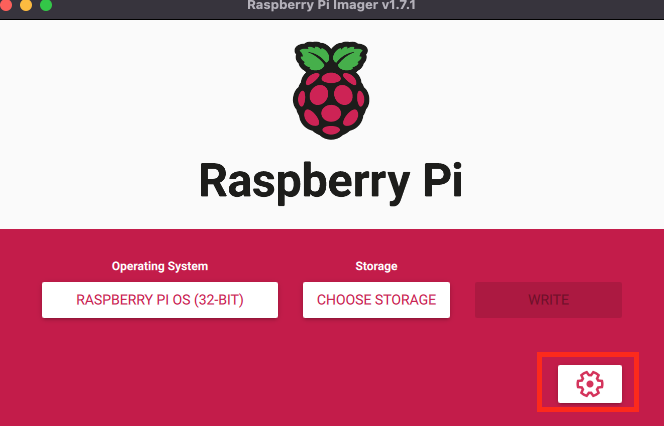 Raspberry Pi Imager v1.7.1
Raspberry Pi
Operating System
Storage
RASPBERRY PI OS (32-BIT)
CHOOSE STORAGE
WRITE